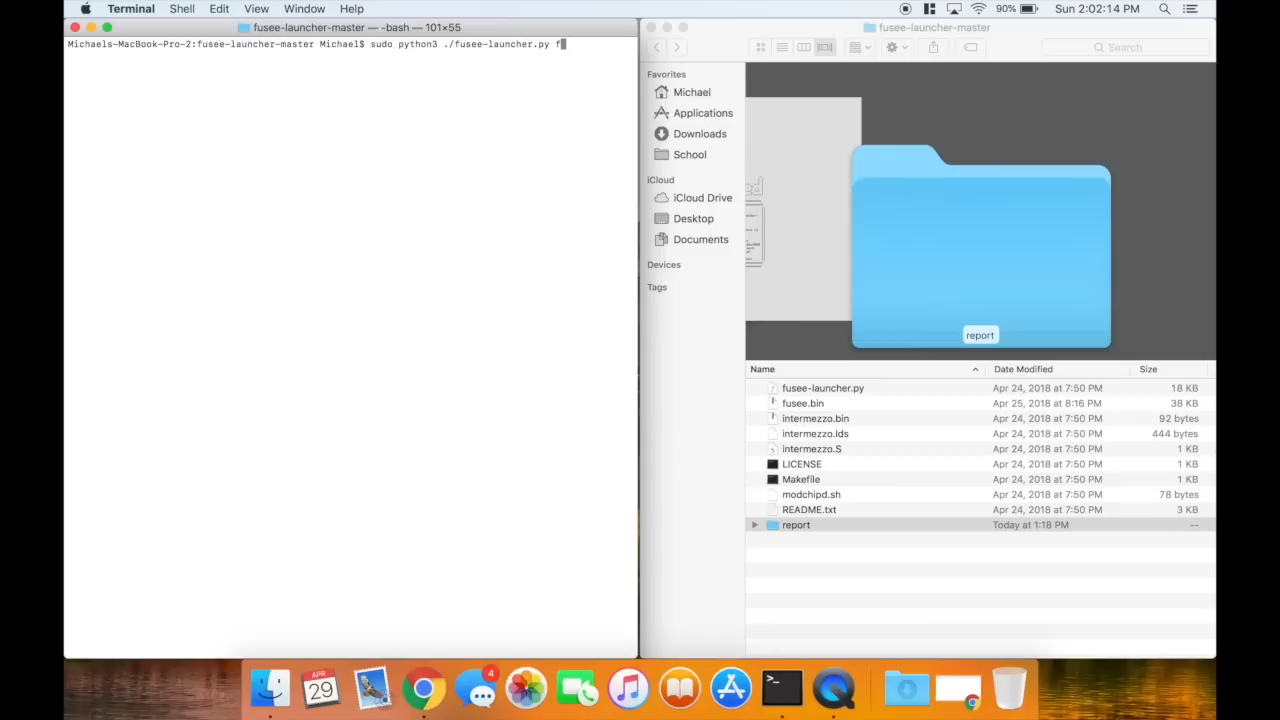 Terminal Shell Edit View Window Help 90% Sun 2:02:14 PM
fusee-launcher-master — -bash — 101×55
fusee-launcher-master
Michaels-MacBook-Pro-2:fusee-launcher-master Michael$ sudo python3 ./fusee-launcher.py f
Search
Favorites
Michael
Applications
Downloads
School
iCloud
iCloud Drive
Desktop
Documents
Devices
Tags
report
Name Date Modified Size
fusee-launcher.py Apr 24, 2018 at 7:50 PM 18 KB
fusee.bin Apr 25, 2018 at 8:16 PM 38 KB
intermezzo.bin Apr 24, 2018 at 7:50 PM 92 bytes
intermezzo.lds Apr 24, 2018 at 7:50 PM 444 bytes
intermezzo.S Apr 24, 2018 at 7:50 PM 1 KB
LICENSE Apr 24, 2018 at 7:50 PM 1 KB
Makefile Apr 24, 2018 at 7:50 PM 1 KB
modchipd.sh Apr 24, 2018 at 7:50 PM 78 bytes
README.txt Apr 24, 2018 at 7:50 PM 3 KB
report Today at 1:18 PM --
APR
29
4